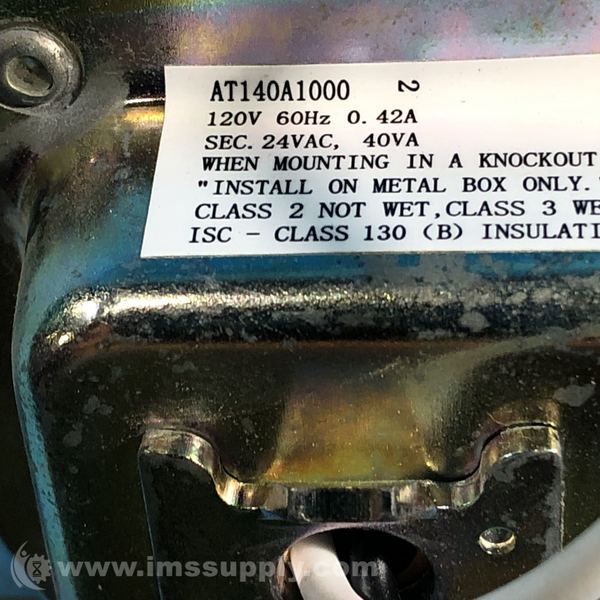 AT140A1000 2
120V 60Hz 0.42A
SEC. 24VAC, 40VA
WHEN MOUNTING IN A KNOCKOUT
"INSTALL ON METAL BOX ONLY."
CLASS 2 NOT WET, CLASS 3 WE
ISC - CLASS 130 (B) INSULATI
www.imssupply.com